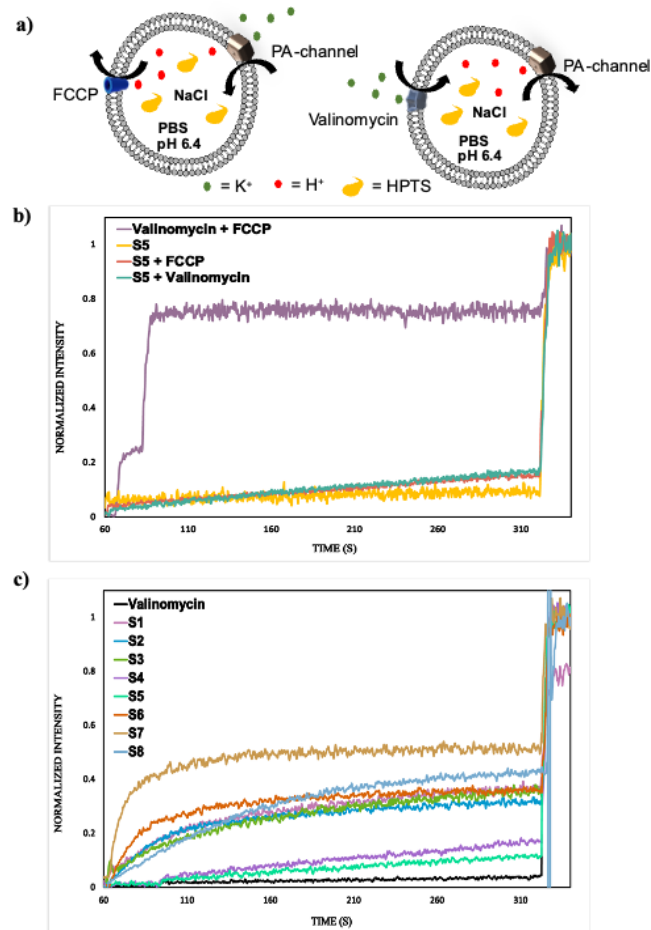 a)
PA-channel
FCCP
NaCl
PBS
pH 6.4
PA-channel
Valinomycin
NaCl
PBS
pH 6.4
= K⁺ = H⁺ = HPTS
b)
Valinomycin + FCCP
S5
S5 + FCCP
S5 + Valinomycin
NORMALIZED INTENSITY
1
0.8
0.6
0.4
0.2
0
60 110 160 210 260 310
TIME (S)
c)
Valinomycin
S1
S2
S3
S4
S5
S6
S7
S8
NORMALIZED INTENSITY
1
0.8
0.6
0.4
0.2
0
60 110 160 210 260 310
TIME (S)